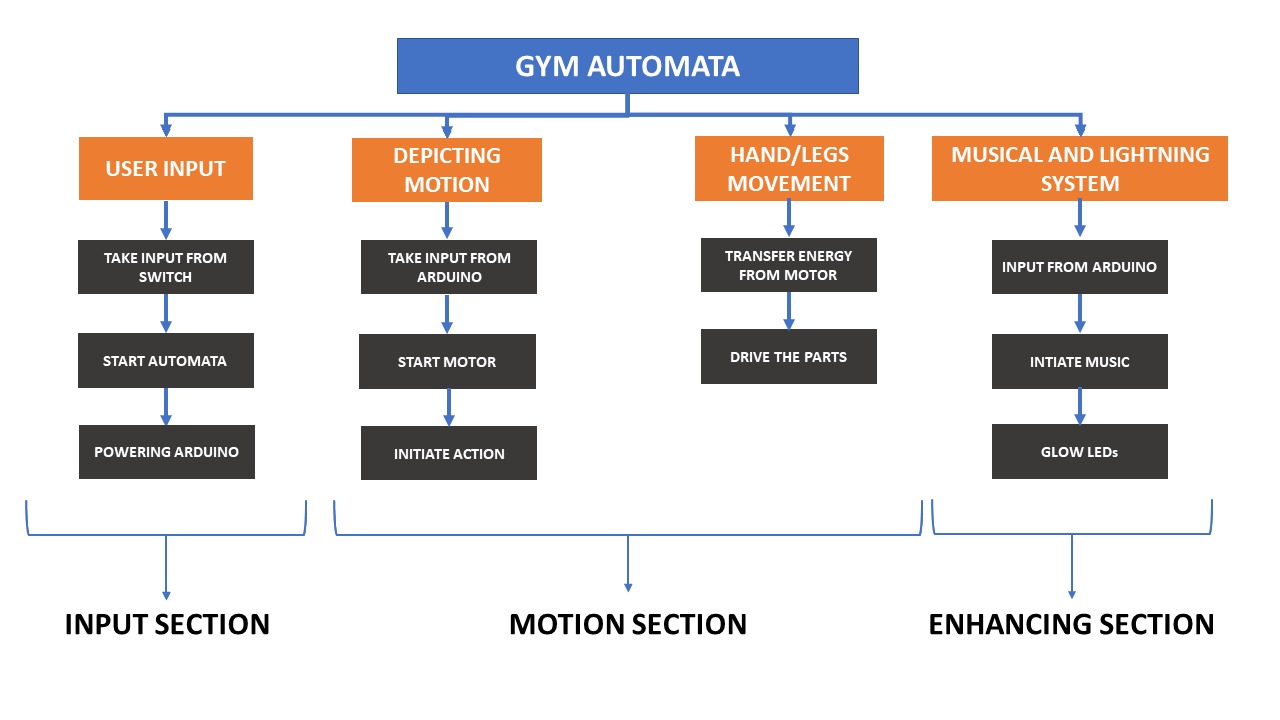 GYM AUTOMATA
USER INPUT
TAKE INPUT FROM
SWITCH
START AUTOMATA
POWERING ARDUINO
DEPICTING
MOTION
TAKE INPUT FROM
ARDUINO
START MOTOR
INITIATE ACTION
HAND/LEGS
MOVEMENT
TRANSFER ENERGY
FROM MOTOR
DRIVE THE PARTS
MUSICAL AND LIGHTNING
SYSTEM
INPUT FROM ARDUINO
INTIATE MUSIC
GLOW LEDs
INPUT SECTION
MOTION SECTION
ENHANCING SECTION